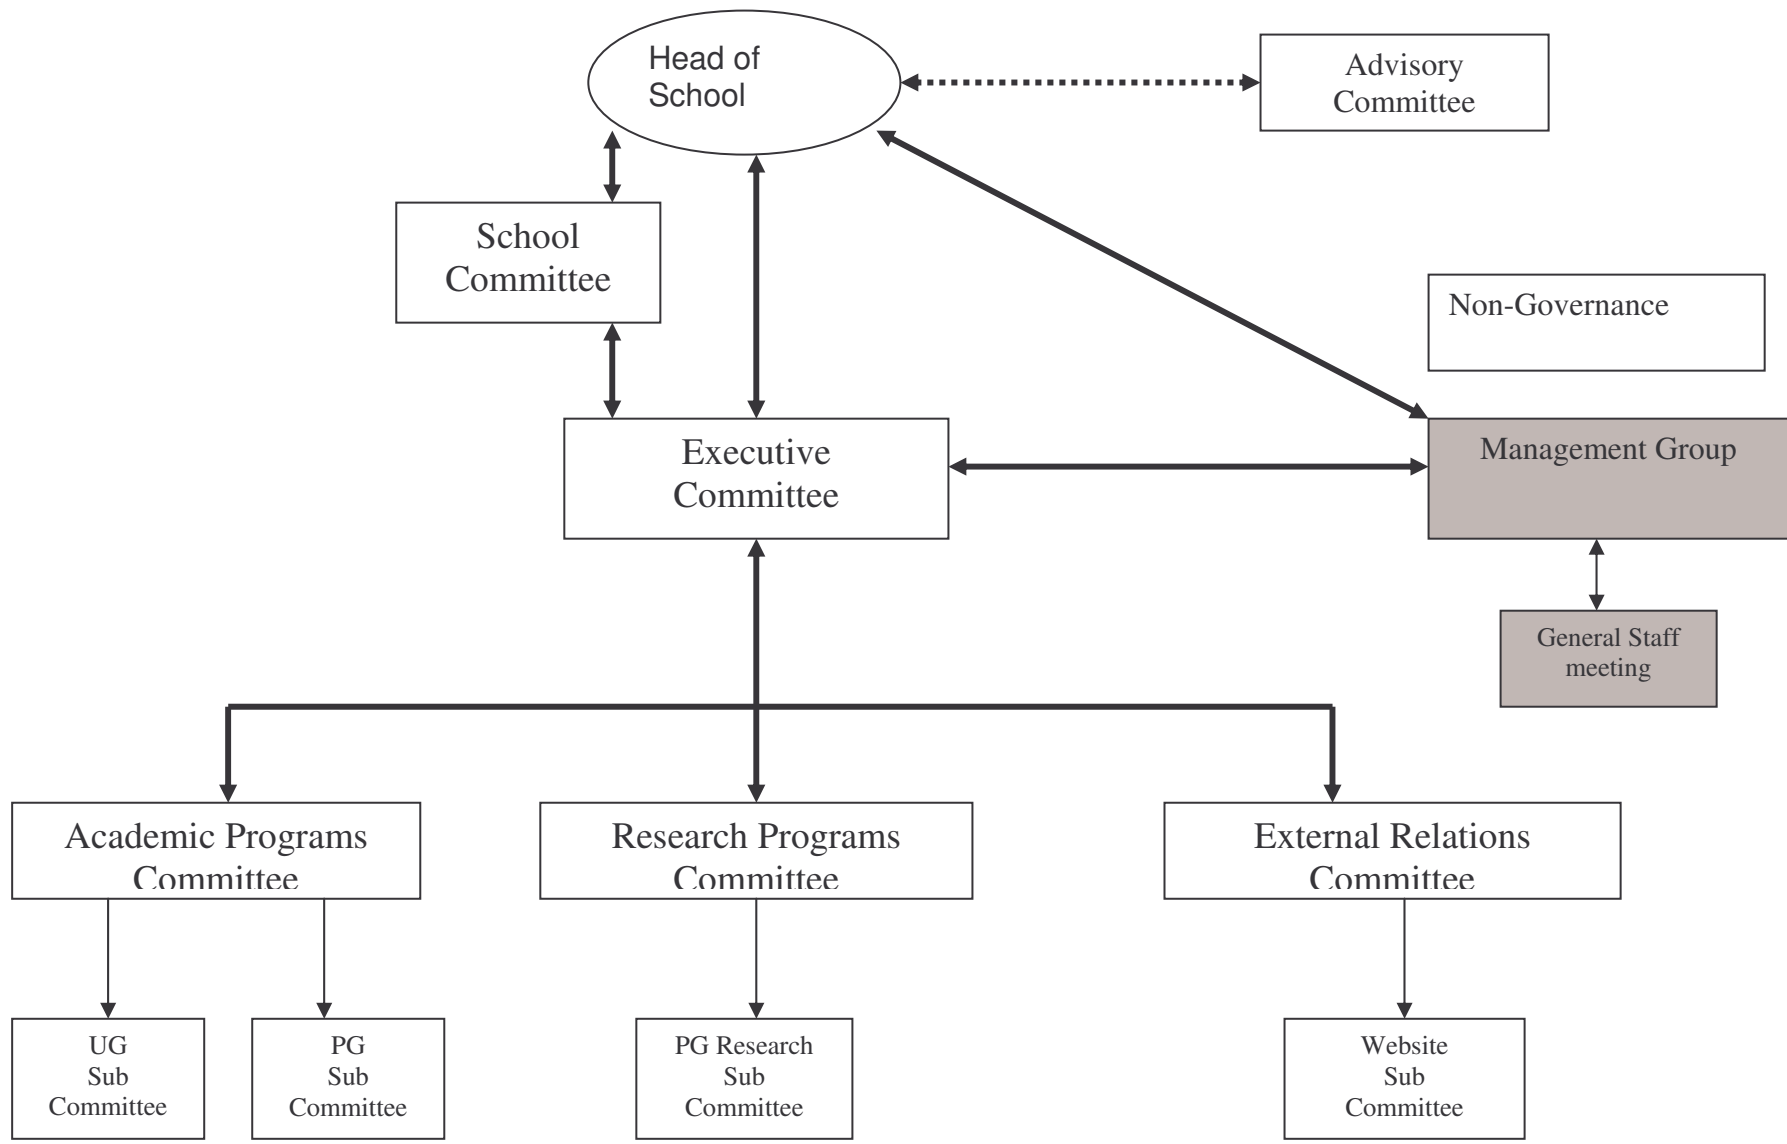 Head of
School
Advisory
Committee
School
Committee
Non-Governance
Executive
Committee
Management Group
General Staff
meeting
Academic Programs
Committee
Research Programs
Committee
External Relations
Committee
UG
Sub
Committee
PG
Sub
Committee
PG Research
Sub
Committee
Website
Sub
Committee